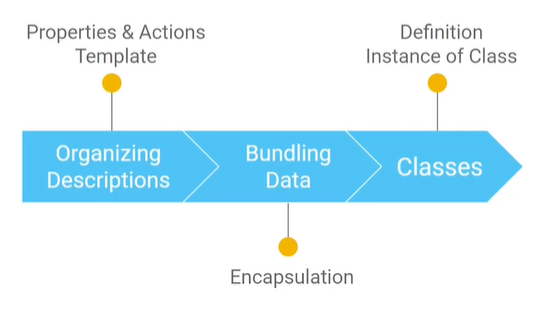 Properties & Actions
Template
Definition
Instance of Class
Organizing
Descriptions
Bundling
Data
Classes
Encapsulation